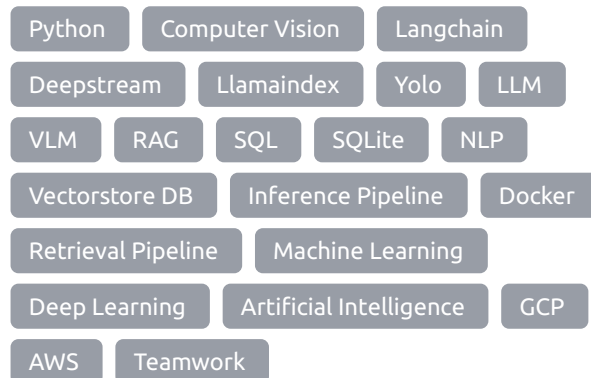 Python Computer Vision Langchain
Deepstream Llamaindex Yolo LLM
VLM RAG SQL SQLite NLP
Vectorstore DB Inference Pipeline Docker
Retrieval Pipeline Machine Learning
Deep Learning Artificial Intelligence GCP
AWS Teamwork